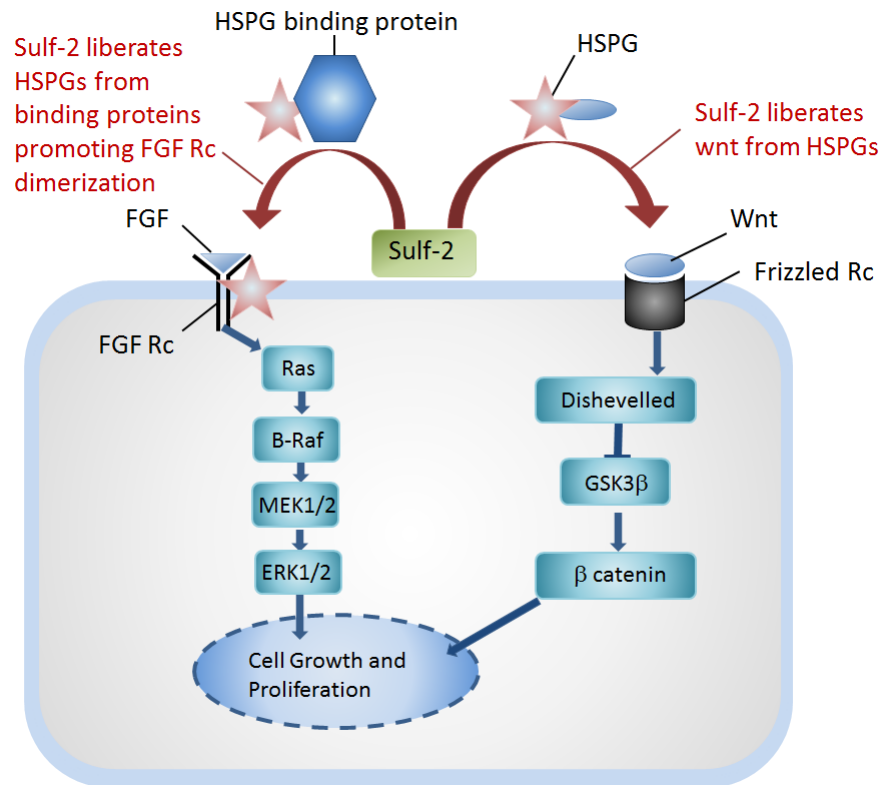 HSPG binding protein
Sulf-2 liberates
HSPGs from
binding proteins
promoting FGF Rc
dimerization
HSPG
Sulf-2 liberates
wnt from HSPGs
FGF
Sulf-2
Wnt
Frizzled Rc
FGF Rc
Ras
B-Raf
MEK1/2
ERK1/2
Dishevelled
GSK3β
β catenin
Cell Growth and
Proliferation